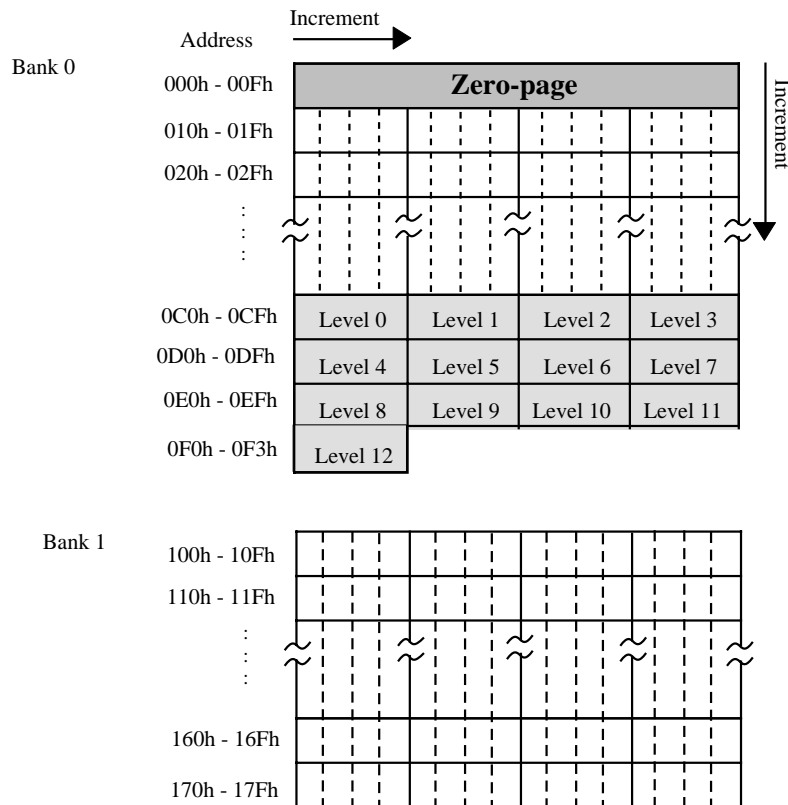 Increment
Address
Bank 0
000h - 00Fh
Zero-page
Increment
010h - 01Fh
020h - 02Fh
:
:
:
0C0h - 0CFh
Level 0 Level 1 Level 2 Level 3
0D0h - 0DFh
Level 4 Level 5 Level 6 Level 7
0E0h - 0EFh
Level 8 Level 9 Level 10 Level 11
0F0h - 0F3h
Level 12
Bank 1
100h - 10Fh
110h - 11Fh
:
:
:
160h - 16Fh
170h - 17Fh